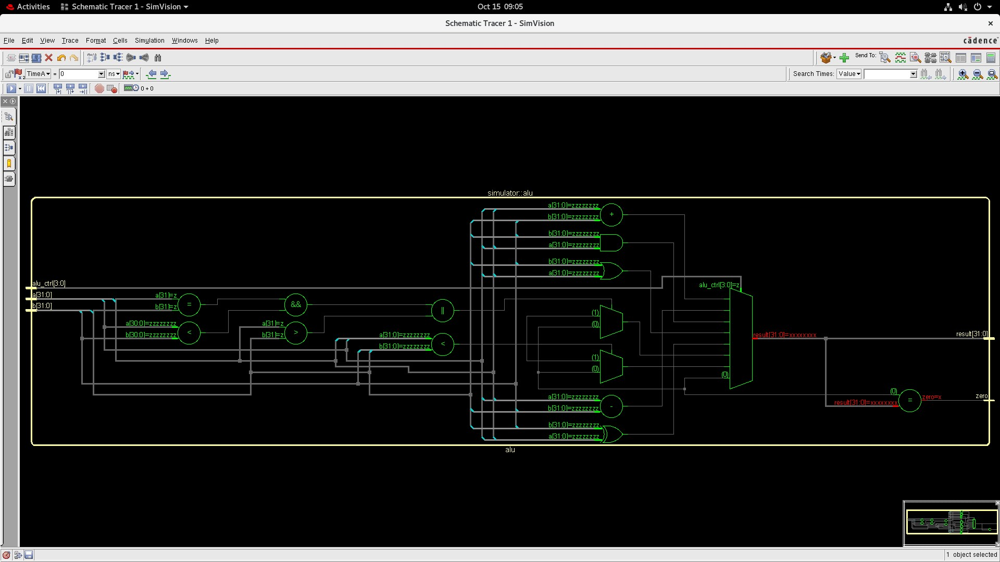 Activities
Schematic Tracer 1 - SimVision
Oct 15 09:05
Schematic Tracer 1 - SimVision
File Edit View Trace Format Cells Simulation Windows Help
cādence
Send To:
TimeA = 0 ns
Search Times: Value
0 + 0
simulator::alu
a[31:0]=zzzzzzzz
b[31:0]=zzzzzzzz
+
b[31:0]=zzzzzzzz
a[31:0]=zzzzzzzz
b[31:0]=zzzzzzzz
a[31:0]=zzzzzzzz
alu_ctrl[3:0]
alu_ctrl[3:0]=z
a[31:0]
b[31:0]
a[31]=z
b[31]=z
=
&&
||
a[30:0]=zzzzzzzz
b[30:0]=zzzzzzzz
<
a[31]=z
b[31]=z
>
a[31:0]=zzzzzzzz
b[31:0]=zzzzzzzz
<
(1)
(0)
(1)
(0)
(0)
result[31:0]=xxxxxxxx
result[31:0]
a[31:0]=zzzzzzzz
b[31:0]=zzzzzzzz
-
(0)
result[31:0]=xxxxxxxx
=
zero=x
zero
b[31:0]=zzzzzzzz
a[31:0]=zzzzzzzz
alu
1 object selected